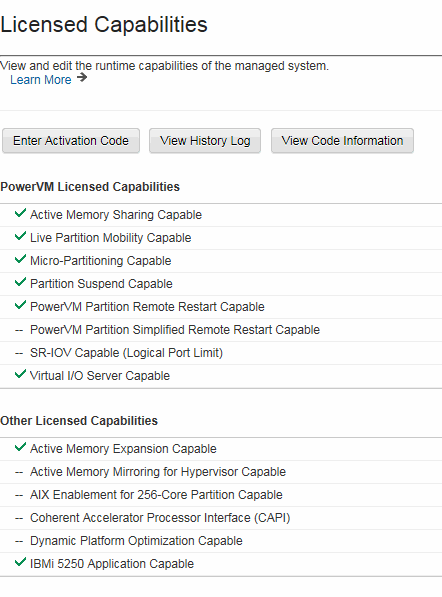 Licensed Capabilities
View and edit the runtime capabilities of the managed system.
Learn More
Enter Activation Code View History Log View Code Information
PowerVM Licensed Capabilities
Active Memory Sharing Capable
Live Partition Mobility Capable
Micro-Partitioning Capable
Partition Suspend Capable
PowerVM Partition Remote Restart Capable
-- PowerVM Partition Simplified Remote Restart Capable
-- SR-IOV Capable (Logical Port Limit)
Virtual I/O Server Capable
Other Licensed Capabilities
Active Memory Expansion Capable
-- Active Memory Mirroring for Hypervisor Capable
-- AIX Enablement for 256-Core Partition Capable
-- Coherent Accelerator Processor Interface (CAPI)
-- Dynamic Platform Optimization Capable
IBMi 5250 Application Capable